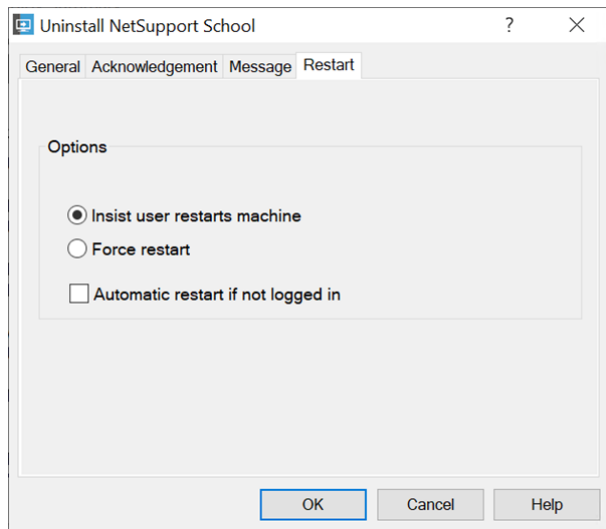 Uninstall NetSupport School
?
General Acknowledgement Message Restart
Options
Insist user restarts machine
Force restart
Automatic restart if not logged in
OK Cancel Help